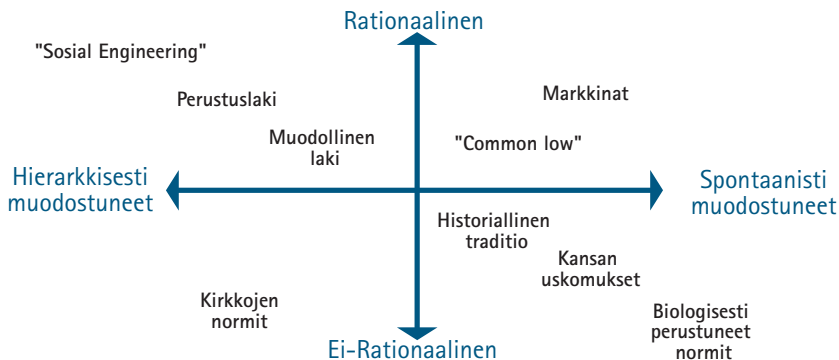 Rationaalinen
"Sosial Engineering"
Perustuslaki
Markkinat
Muodollinen
laki
"Common low"
Hierarkkisesti
muodostuneet
Spontaanisti
muodostuneet
Historiallinen
traditio
Kansan
uskomukset
Kirkkojen
normit
Biologisesti
perustuneet
normit
Ei-Rationaalinen